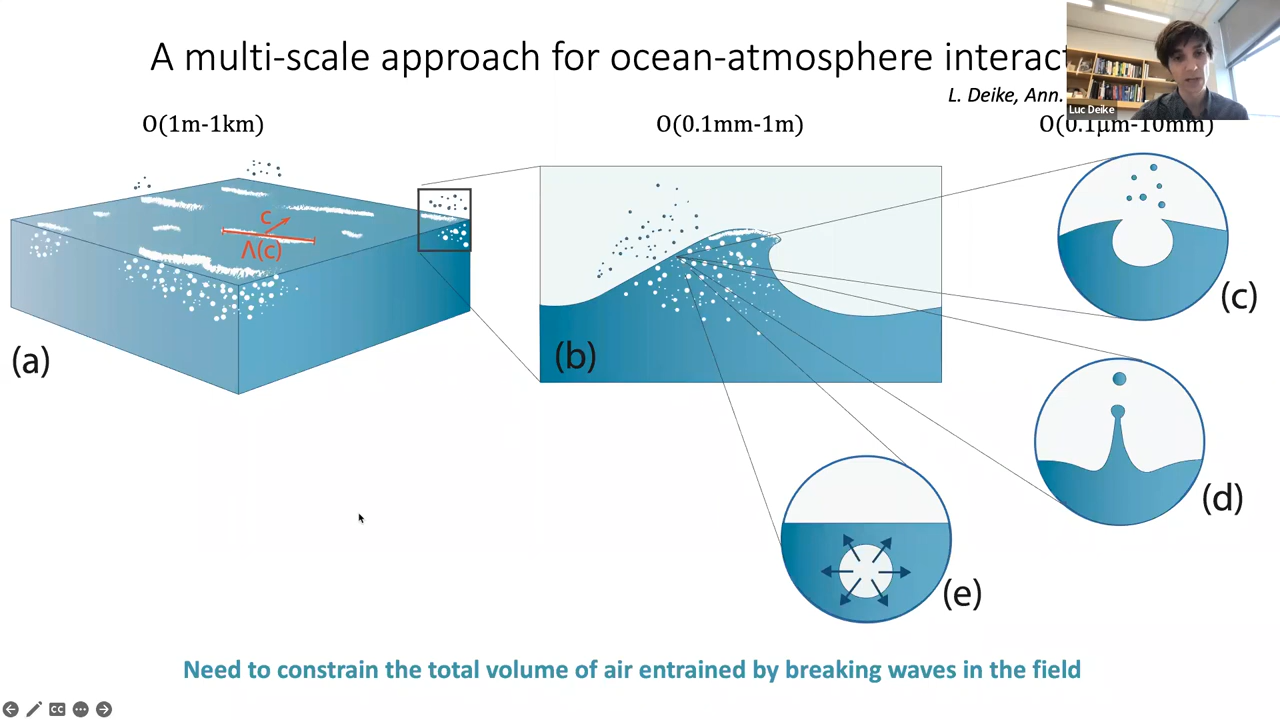 A multi-scale approach for ocean-atmosphere
L. Deike, Ann.
Luc Deike
O(1m-1km)
O(0.1mm-1m)
O(0.1μm-10mm)
c
Λ(c)
(a)
(b)
(c)
(d)
(e)
Need to constrain the total volume of air entrained by breaking waves in the field
CC